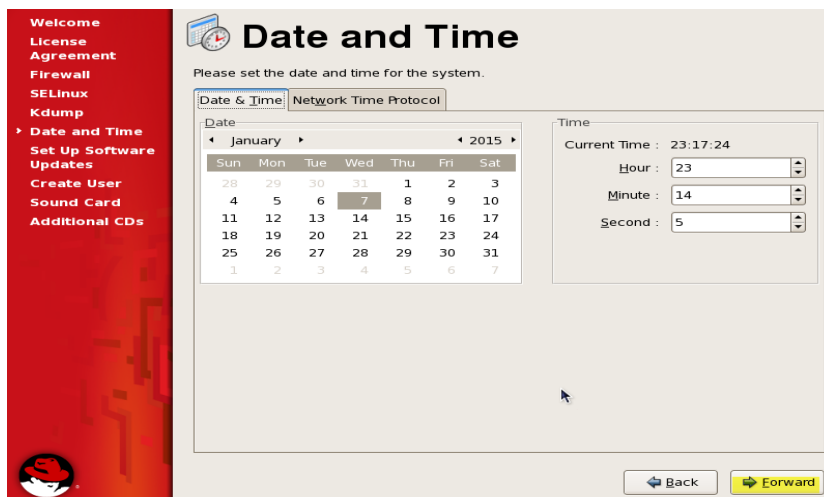 Welcome
License
Agreement
Firewall
SELinux
Kdump
Date and Time
Set Up Software
Updates
Create User
Sound Card
Additional CDs
Date and Time
Please set the date and time for the system.
Date & Time Network Time Protocol
Date
January 2015
Sun Mon Tue Wed Thu Fri Sat
28 29 30 31 1 2 3
4 5 6 7 8 9 10
11 12 13 14 15 16 17
18 19 20 21 22 23 24
25 26 27 28 29 30 31
1 2 3 4 5 6 7
Time
Current Time : 23:17:24
Hour : 23
Minute : 14
Second : 5
Back Forward